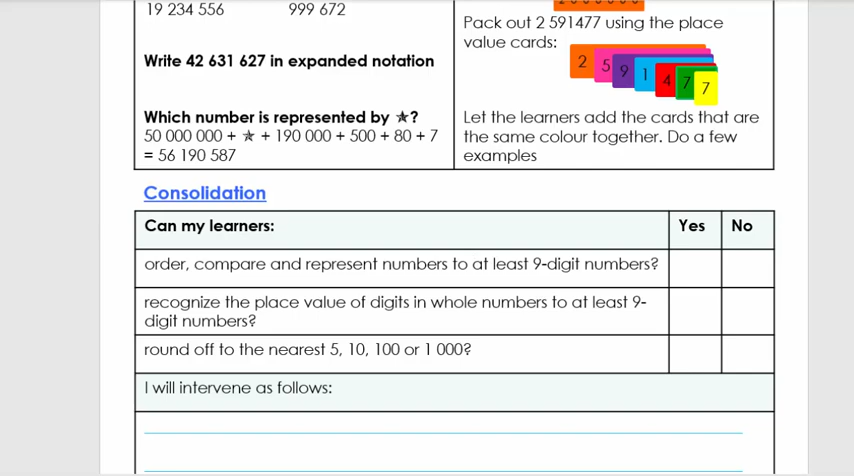 19 234 556 999 672
Write 42 631 627 in expanded notation
Which number is represented by ★?
50 000 000 + ★ + 190 000 + 500 + 80 + 7
= 56 190 587
Pack out 2 591477 using the place
value cards:
2 5 9 1 4 7 7
Let the learners add the cards that are
the same colour together. Do a few
examples
Consolidation
Can my learners: Yes No
order, compare and represent numbers to at least 9-digit numbers?
recognize the place value of digits in whole numbers to at least 9-
digit numbers?
round off to the nearest 5, 10, 100 or 1 000?
I will intervene as follows: